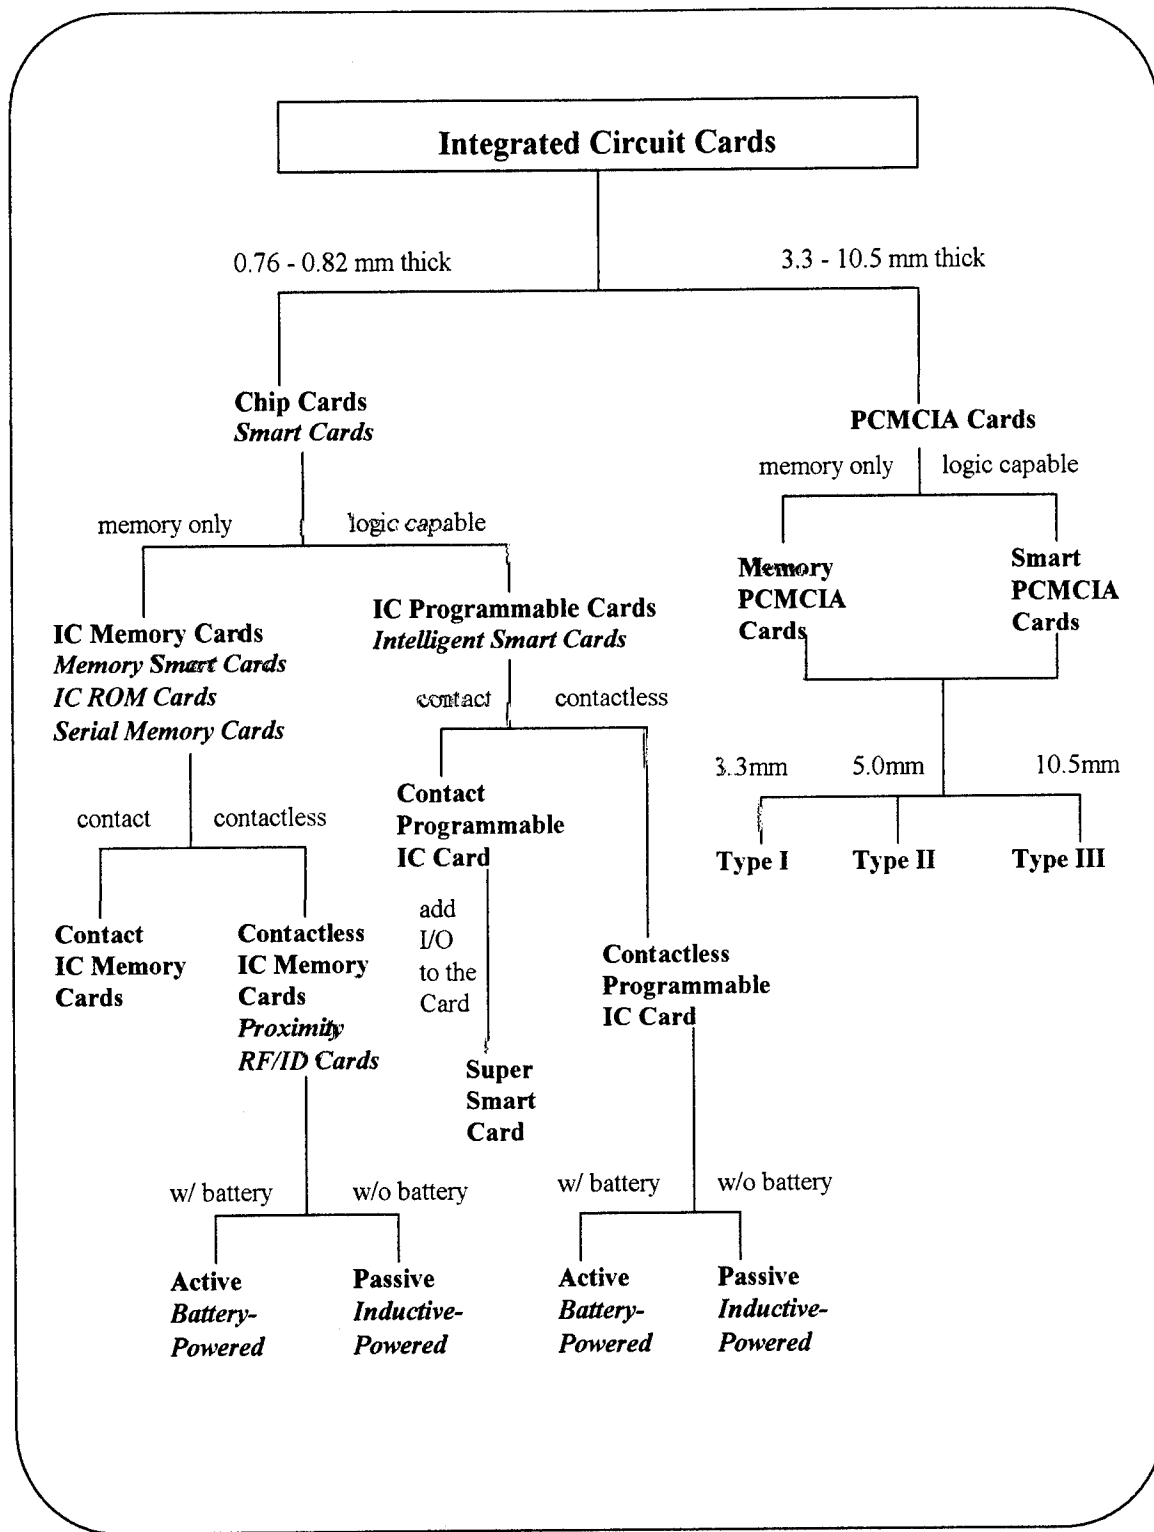 Integrated Circuit Cards
0.76 - 0.82 mm thick
3.3 - 10.5 mm thick
Chip Cards
Smart Cards
PCMCIA Cards
memory only
logic capable
memory only
logic capable
Memory
PCMCIA
Cards
Smart
PCMCIA
Cards
IC Memory Cards
Memory Smart Cards
IC ROM Cards
Serial Memory Cards
IC Programmable Cards
Intelligent Smart Cards
contact
contactless
3.3mm
5.0mm
10.5mm
Type I
Type II
Type III
contact
contactless
Contact
Programmable
IC Card
add
I/O
to the
Card
Contact
IC Memory
Cards
Contactless
IC Memory
Cards
Proximity
RF/ID Cards
Contactless
Programmable
IC Card
Super
Smart
Card
w/ battery
w/o battery
w/ battery
w/o battery
Active
Battery-
Powered
Passive
Inductive-
Powered
Active
Battery-
Powered
Passive
Inductive-
Powered